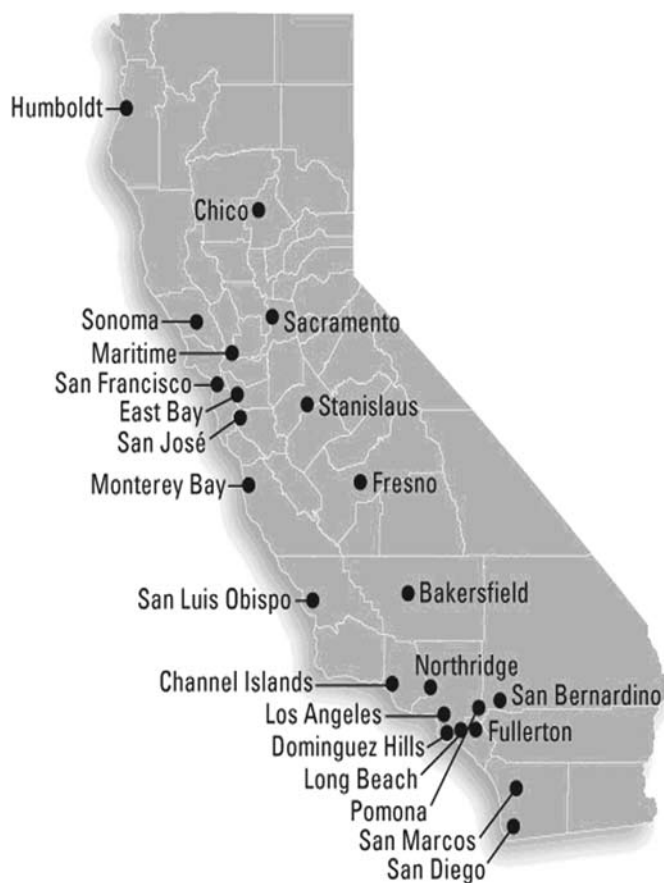 Humboldt
Chico
Sonoma
Sacramento
Maritime
San Francisco
East Bay
Stanislaus
San José
Monterey Bay
Fresno
San Luis Obispo
Bakersfield
Channel Islands
Northridge
San Bernardino
Los Angeles
Fullerton
Dominguez Hills
Long Beach
Pomona
San Marcos
San Diego